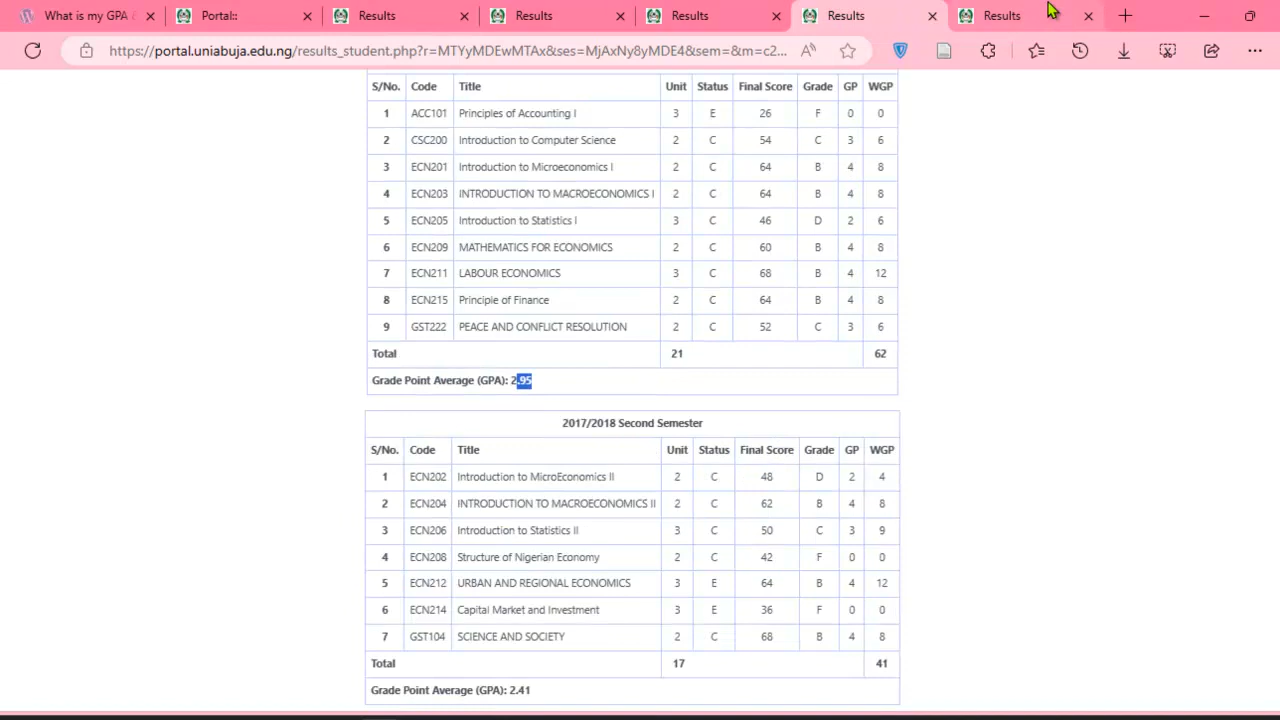 What is my GPA
Portal::
Results
Results
Results
Results
Results
https://portal.uniabuja.edu.ng/results_student.php?r=MTYyMDEwMTAx&ses=MjAxNy8yMDE4&sem=&m=c2...
S/No. Code Title Unit Status Final Score Grade GP WGP
1 ACC101 Principles of Accounting I 3 E 26 F 0 0
2 CSC200 Introduction to Computer Science 2 C 54 C 3 6
3 ECN201 Introduction to Microeconomics I 2 C 64 B 4 8
4 ECN203 INTRODUCTION TO MACROECONOMICS I 2 C 64 B 4 8
5 ECN205 Introduction to Statistics I 3 C 46 D 2 6
6 ECN209 MATHEMATICS FOR ECONOMICS 2 C 60 B 4 8
7 ECN211 LABOUR ECONOMICS 3 C 68 B 4 12
8 ECN215 Principle of Finance 2 C 64 B 4 8
9 GST222 PEACE AND CONFLICT RESOLUTION 2 C 52 C 3 6
Total 21 62
Grade Point Average (GPA): 2.95
2017/2018 Second Semester
S/No. Code Title Unit Status Final Score Grade GP WGP
1 ECN202 Introduction to MicroEconomics II 2 C 48 D 2 4
2 ECN204 INTRODUCTION TO MACROECONOMICS II 2 C 62 B 4 8
3 ECN206 Introduction to Statistics II 3 C 50 C 3 9
4 ECN208 Structure of Nigerian Economy 2 C 42 F 0 0
5 ECN212 URBAN AND REGIONAL ECONOMICS 3 E 64 B 4 12
6 ECN214 Capital Market and Investment 3 E 36 F 0 0
7 GST104 SCIENCE AND SOCIETY 2 C 68 B 4 8
Total 17 41
Grade Point Average (GPA): 2.41